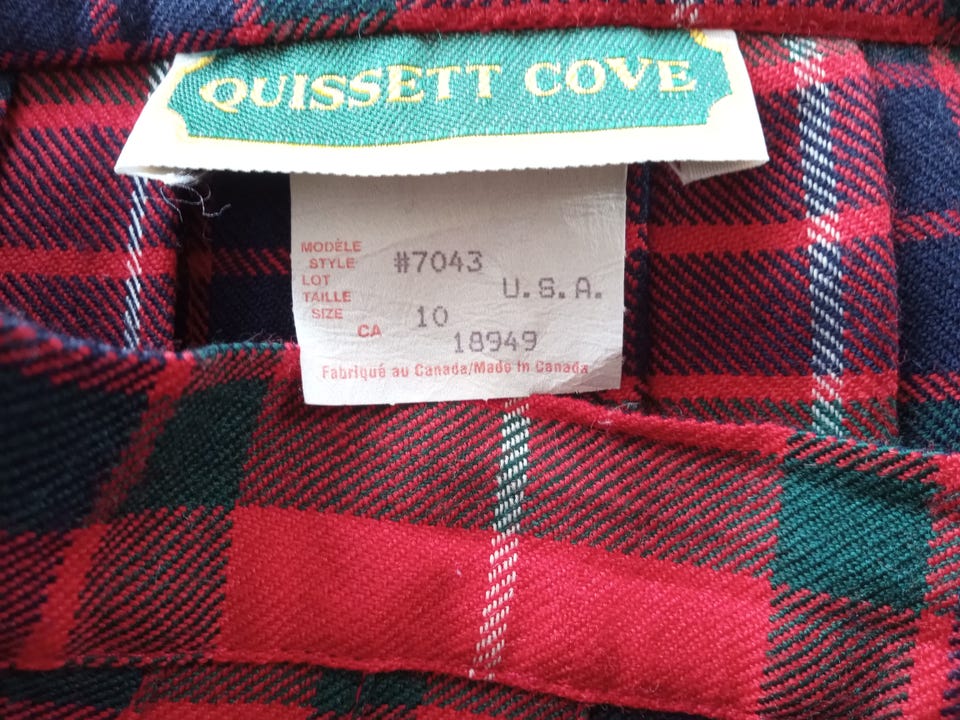 QUISSETT COVE
MODÈLE
STYLE #7043
LOT U.S.A.
TAILLE
SIZE 10
CA 18949
Fabriqué au Canada/Made in Canada